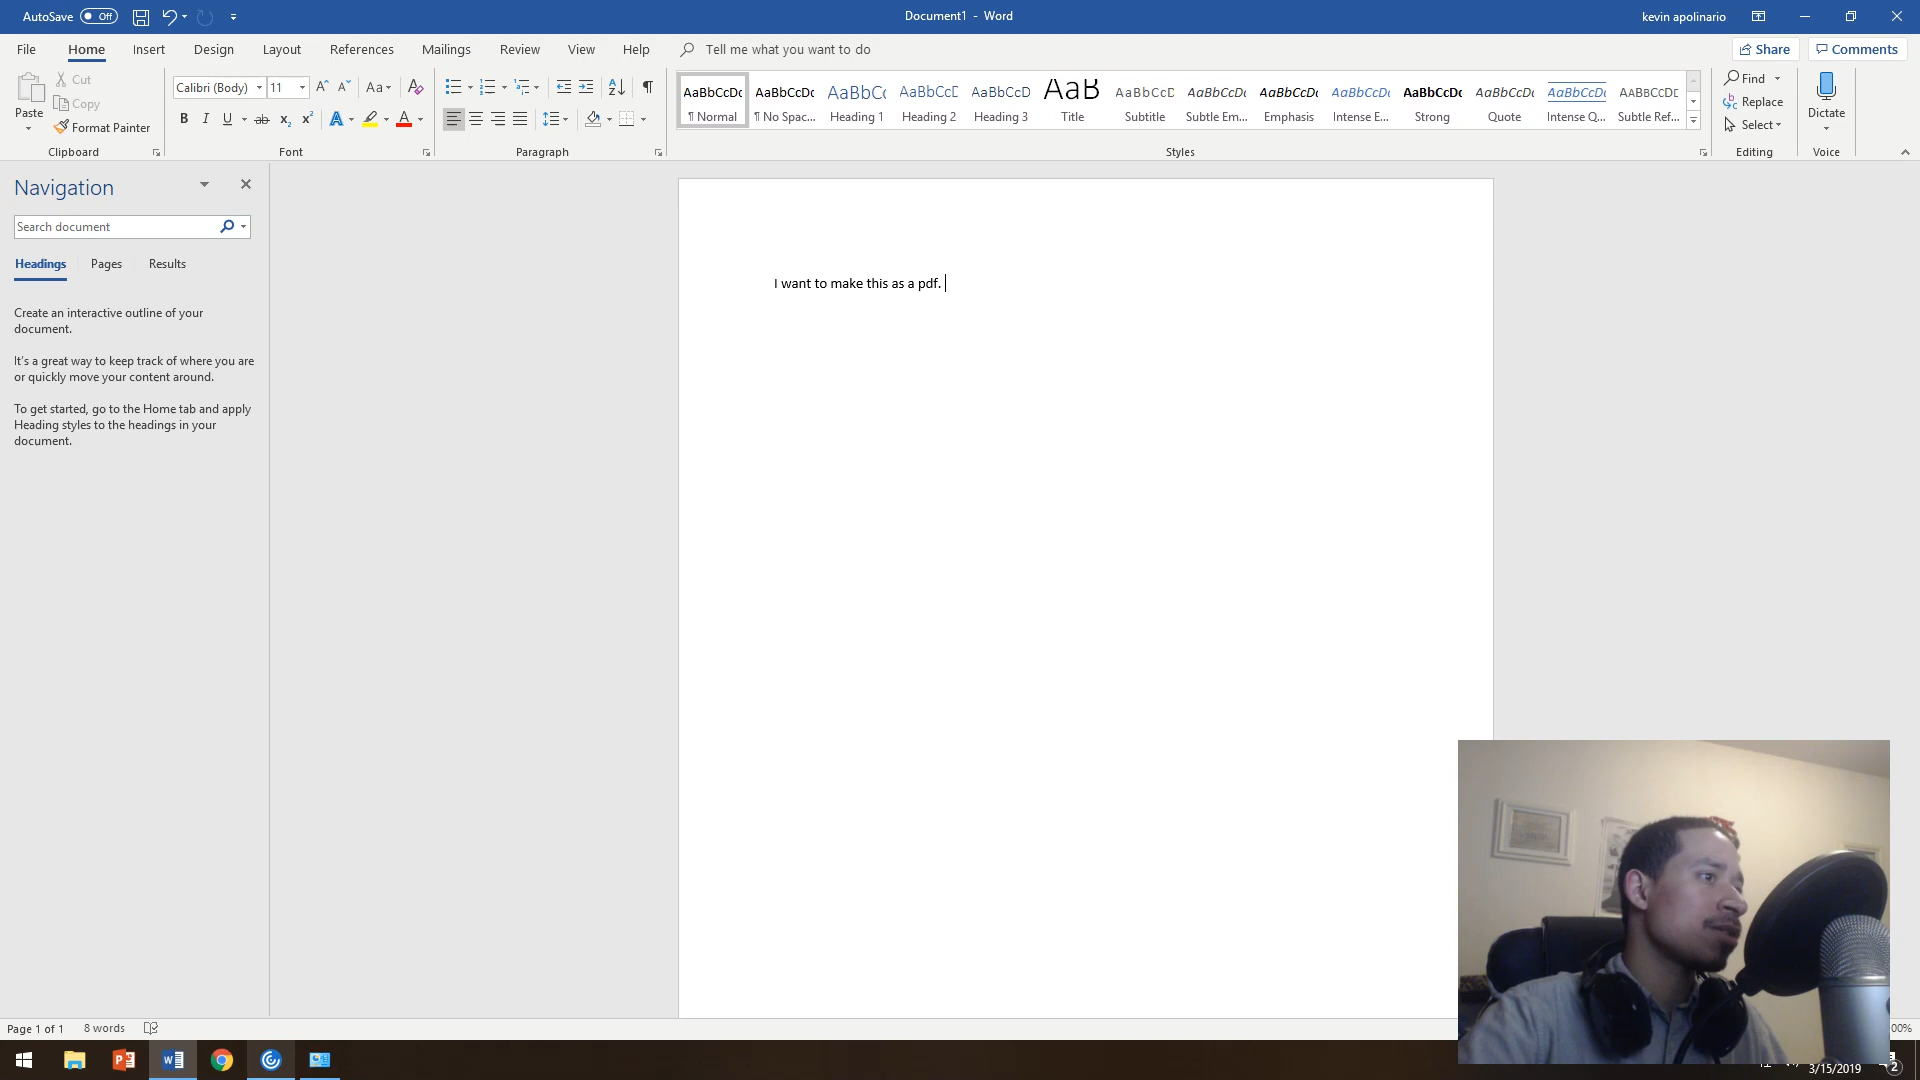 AutoSave Off Document1 - Word kevin apolinario
File Home Insert Design Layout References Mailings Review View Help Tell me what you want to do Share Comments
Paste Cut Copy Format Painter Clipboard
Calibri (Body) 11 Font
Paragraph
AaBbCcDc AaBbCcDc AaBbCc AaBbCcD AaBbCcD AaB AaBbCcD AaBbCcDc AaBbCcDc AaBbCcDc AaBbCcDc AaBbCcDc AaBbCcDc AABBCCDE
¶ Normal ¶ No Spac... Heading 1 Heading 2 Heading 3 Title Subtitle Subtle Em... Emphasis Intense E... Strong Quote Intense Q... Subtle Ref...
Styles
Find Replace Select Editing
Dictate Voice
Navigation
Search document
Headings Pages Results
Create an interactive outline of your
document.
It's a great way to keep track of where you are
or quickly move your content around.
To get started, go to the Home tab and apply
Heading styles to the headings in your
document.
I want to make this as a pdf.
Page 1 of 1 8 words 00%
3/15/2019 2